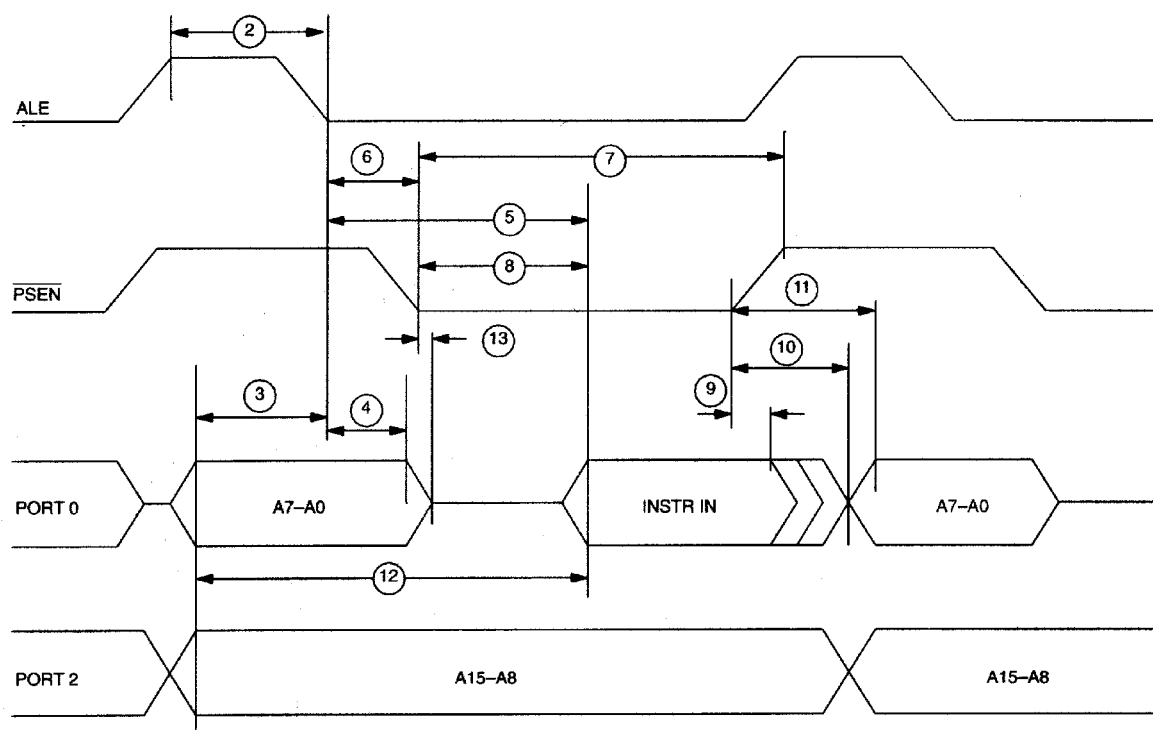 2
ALE
6
7
5
PSEN
8
11
13
10
9
3
4
PORT 0
A7–A0
INSTR IN
A7–A0
12
PORT 2
A15–A8
A15–A8